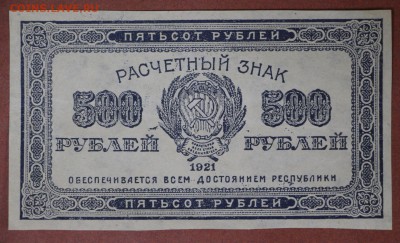 ПЯТЬСОТ РУБЛЕЙ
РАСЧЕТНЫЙ ЗНАК
500 500
РУБЛЕЙ РУБЛЕЙ
1921
ОБЕСПЕЧИВАЕТСЯ ВСЕМ ДОСТОЯНИЕМ РЕСПУБЛИКИ
ПЯТЬСОТ РУБЛЕЙ